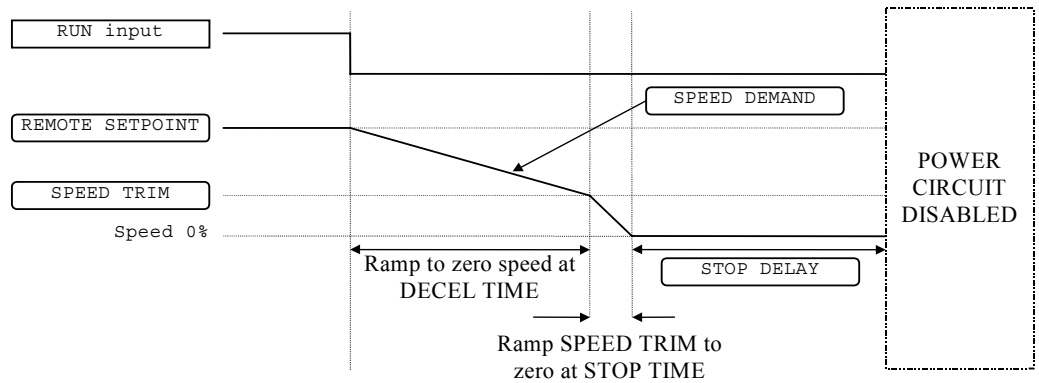 RUN input
SPEED DEMAND
REMOTE SETPOINT
POWER
CIRCUIT
DISABLED
SPEED TRIM
Speed 0%
Ramp to zero speed at
DECEL TIME
STOP DELAY
Ramp SPEED TRIM to
zero at STOP TIME